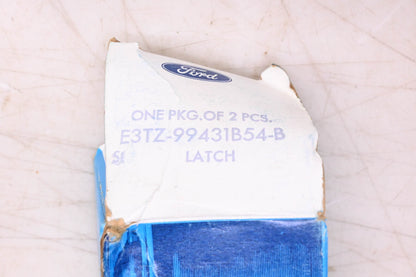 Ford
ONE PKG. OF 2 PCS.
E3TZ-99431B54-B
LATCH